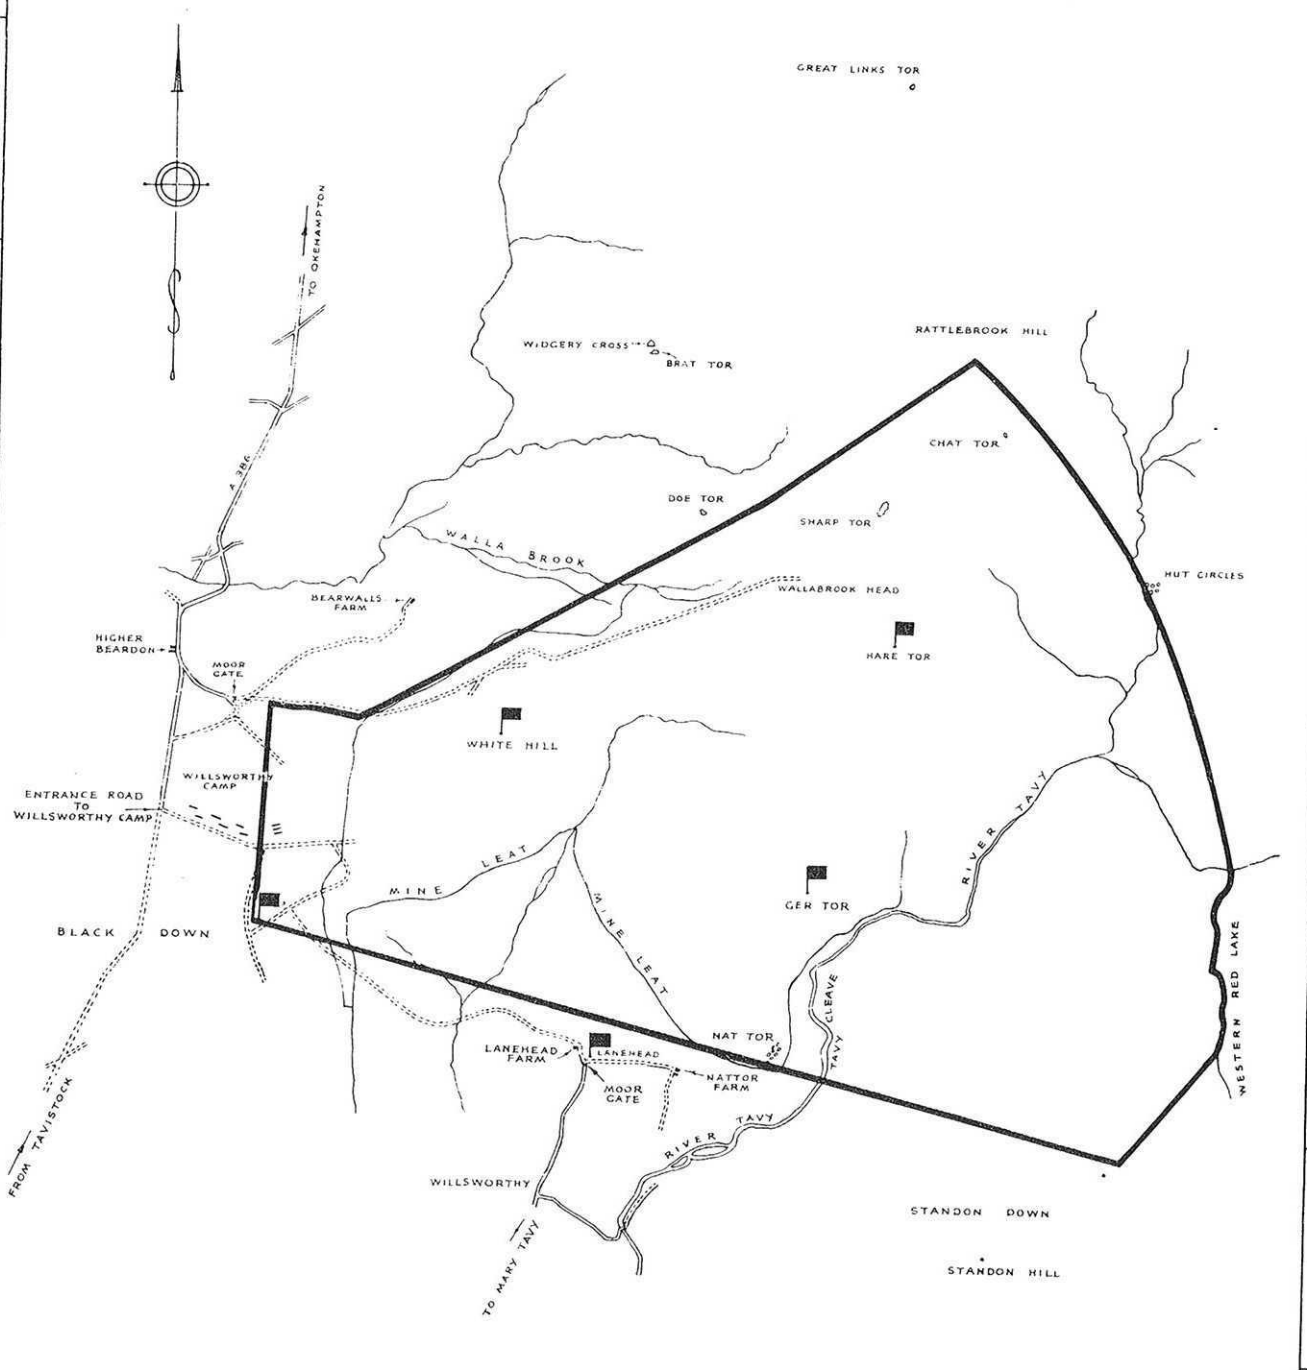 GREAT LINKS TOR
TO OKEHAMPTON
RATTLEBROOK HILL
WIDGERY CROSS
BRAT TOR
CHAT TOR
A 386
DOE TOR
SHARP TOR
WALLA BROOK
HUT CIRCLES
WALLABROOK HEAD
BEARWALLS
FARM
HIGHER
BEARDON
MOOR
GATE
HARE TOR
WHITE HILL
WILLSWORTHY
CAMP
ENTRANCE ROAD
TO
WILLSWORTHY CAMP
RIVER TAVY
MINE LEAT
MINE LEAT
GER TOR
BLACK DOWN
WESTERN RED LAKE
TAVY CLEAVE
NAT TOR
LANEHEAD
FARM
LANEHEAD
MOOR
GATE
NATTOR
FARM
RIVER TAVY
FROM TAVISTOCK
WILLSWORTHY
TO MARY TAVY
STANDON DOWN
STANDON HILL